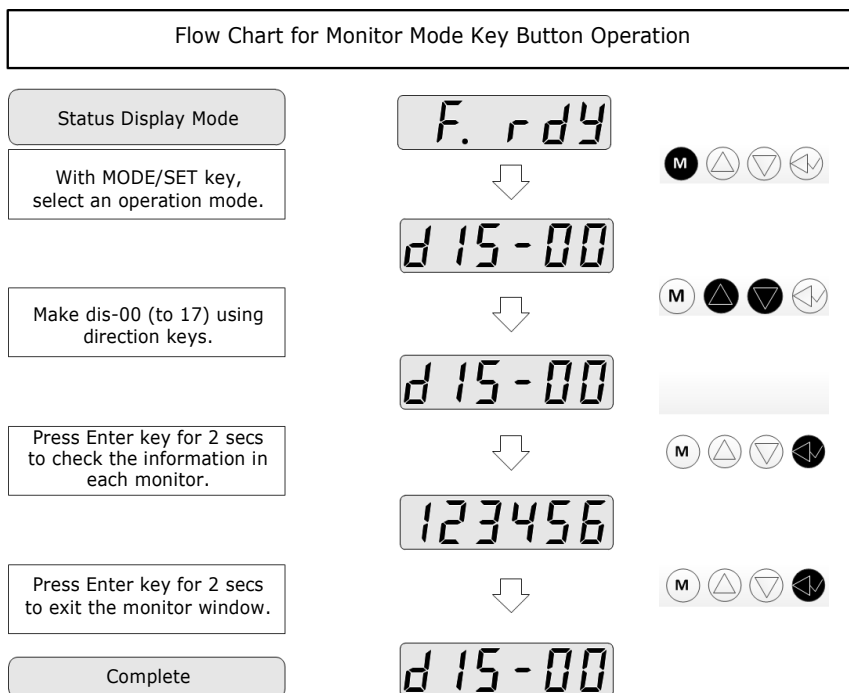 Flow Chart for Monitor Mode Key Button Operation
Status Display Mode
F. rdy
With MODE/SET key,
select an operation mode.
M
d15-00
Make dis-00 (to 17) using
direction keys.
M
d15-00
Press Enter key for 2 secs
to check the information in
each monitor.
M
123456
Press Enter key for 2 secs
to exit the monitor window.
M
Complete
d15-00